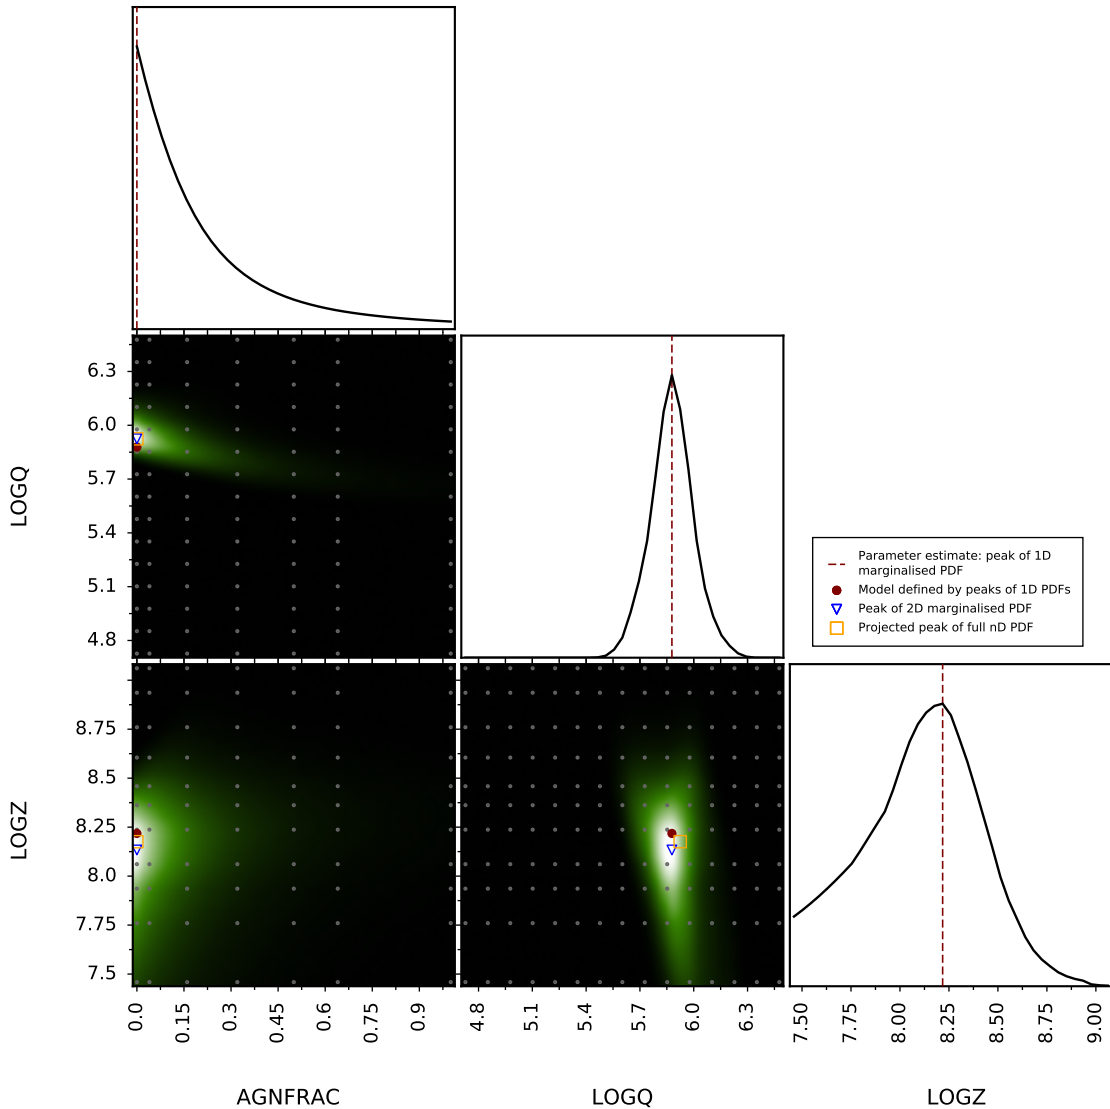 6.3
6.0
5.7
5.4
5.1
4.8
LOGQ
Parameter estimate: peak of 1D
marginalised PDF
Model defined by peaks of 1D PDFs
Peak of 2D marginalised PDF
Projected peak of full nD PDF
8.75
8.5
8.25
8.0
7.75
7.5
LOGZ
0.0 0.15 0.3 0.45 0.6 0.75 0.9
4.8 5.1 5.4 5.7 6.0 6.3
7.50 7.75 8.00 8.25 8.50 8.75 9.00
AGNFRAC LOGQ LOGZ